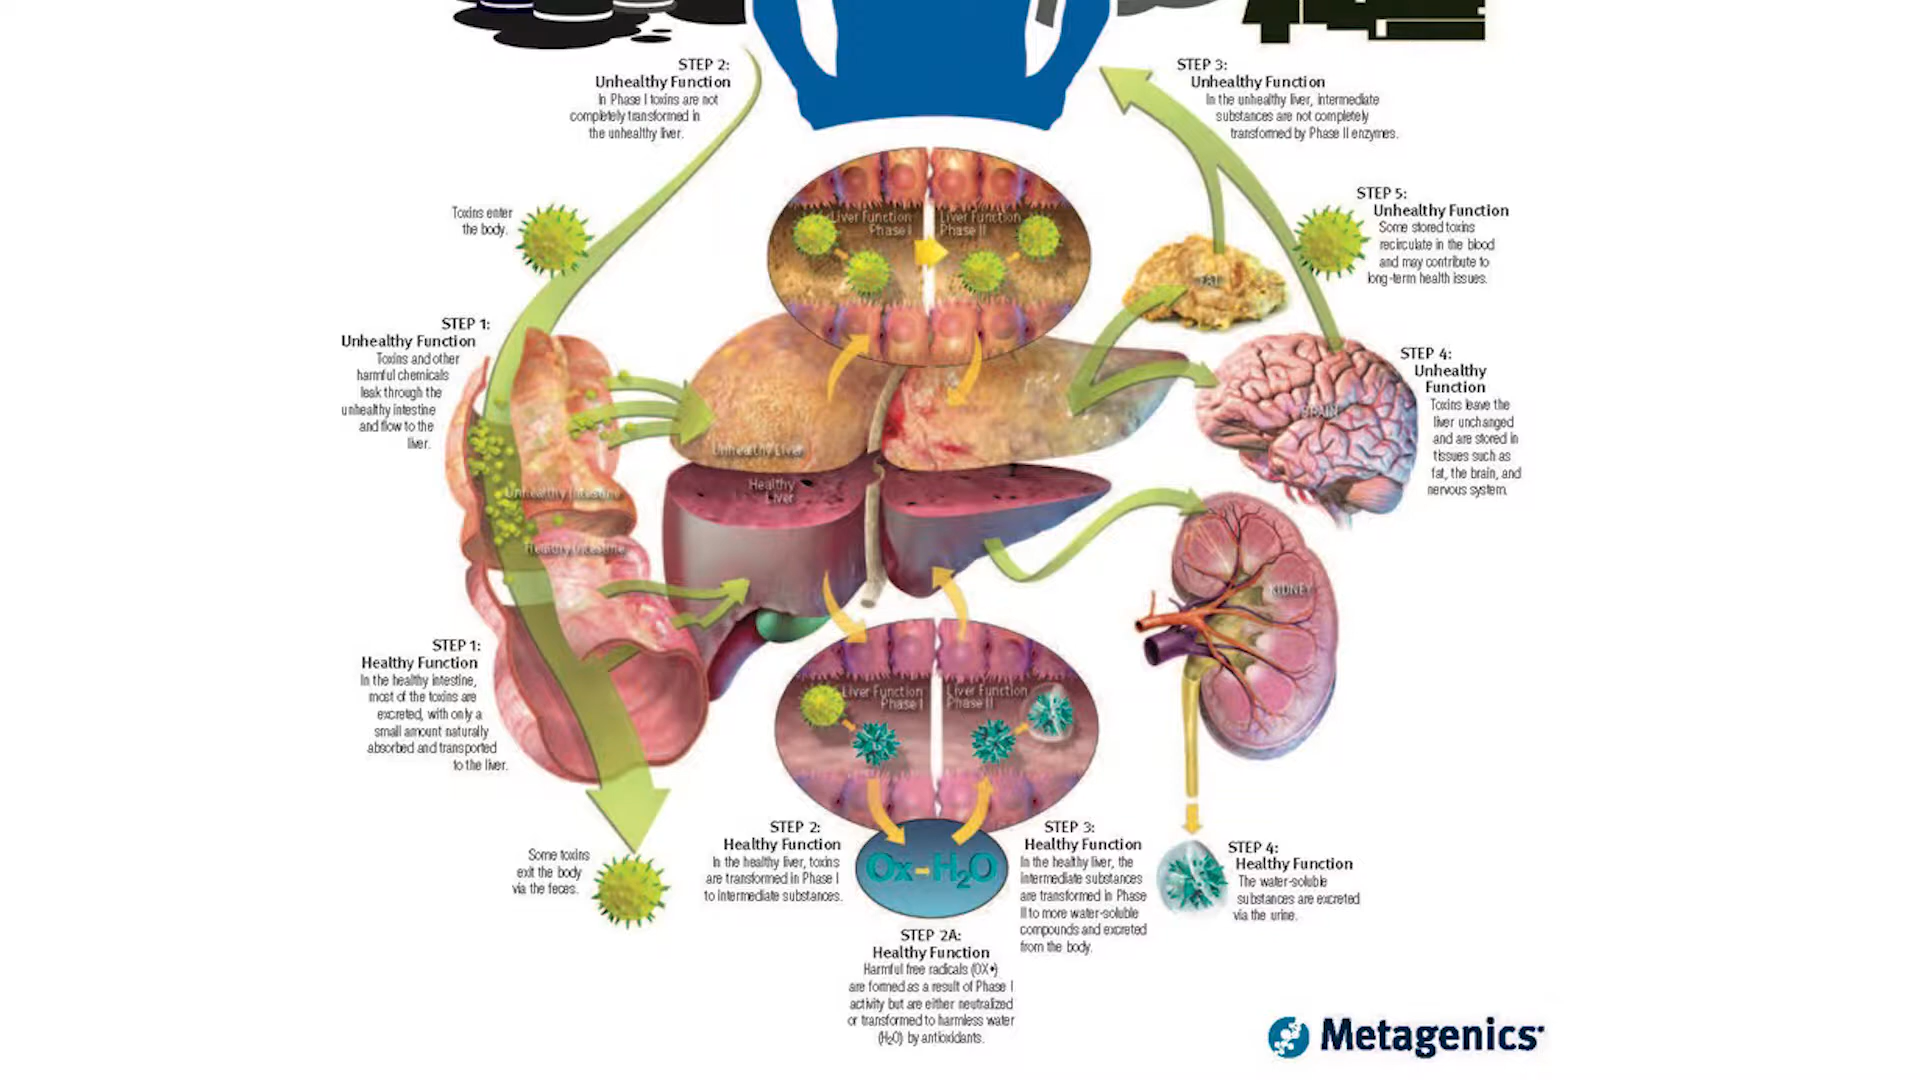 STEP 2:
Unhealthy Function
In Phase I toxins are not
completely transformed in
the unhealthy liver.
STEP 3:
Unhealthy Function
In the unhealthy liver, intermediate
substances are not completely
transformed by Phase II enzymes.
Toxins enter
the body.
Liver Function
Phase I
Liver Function
Phase II
STEP 5:
Unhealthy Function
Some stored toxins
recirculate in the blood
and may contribute to
long-term health issues.
FAT
STEP 1:
Unhealthy Function
Toxins and other
harmful chemicals
leak through the
unhealthy intestine
and flow to the
liver.
STEP 4:
Unhealthy
Function
Toxins leave the
liver unchanged
and are stored in
tissues such as
fat, the brain, and
nervous system.
BRAIN
Unhealthy Liver
Healthy
Liver
Unhealthy Intestine
Healthy Intestine
KIDNEY
STEP 1:
Healthy Function
In the healthy intestine,
most of the toxins are
excreted, with only a
small amount naturally
absorbed and transported
to the liver.
Liver Function
Phase I
Liver Function
Phase II
Some toxins
exit the body
via the feces.
STEP 2:
Healthy Function
In the healthy liver, toxins
are transformed in Phase I
to intermediate substances.
Ox-H₂O
STEP 3:
Healthy Function
In the healthy liver, the
intermediate substances
are transformed in Phase
II to more water-soluble
compounds and excreted
from the body.
STEP 4:
Healthy Function
The water-soluble
substances are excreted
via the urine.
STEP 2A:
Healthy Function
Harmful free radicals (OX•)
are formed as a result of Phase I
activity but are either neutralized
or transformed to harmless water
(H₂O) by antioxidants.
Metagenics